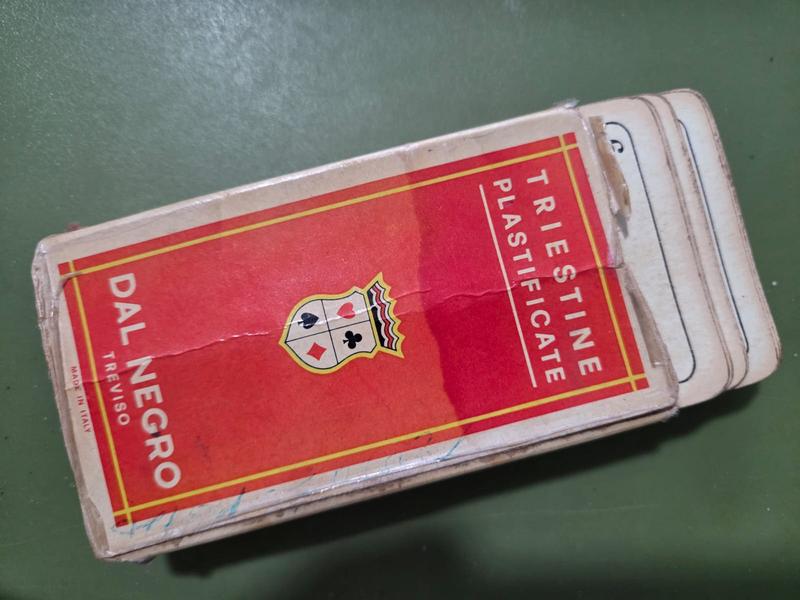 TRIESTINE
PLASTIFICATE
DAL NEGRO
TREVISO
MADE IN ITALY